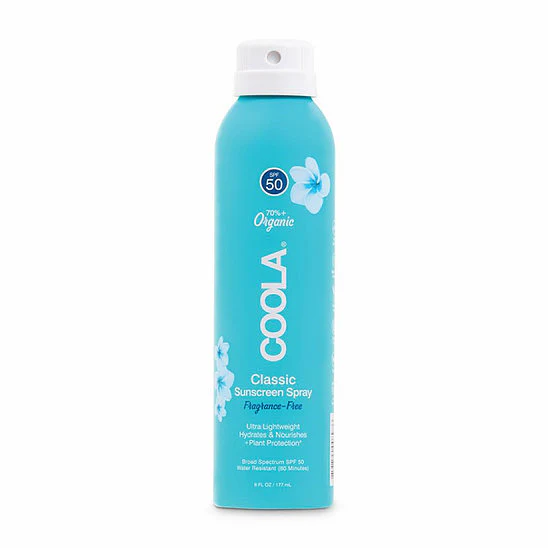 SPF
50
70%+
Organic
COOLA®
Classic
Sunscreen Spray
Fragrance-Free
Ultra Lightweight
Hydrates & Nourishes
+Plant Protection®
Broad Spectrum SPF 50
Water Resistant (80 Minutes)
6 FL OZ / 177 mL